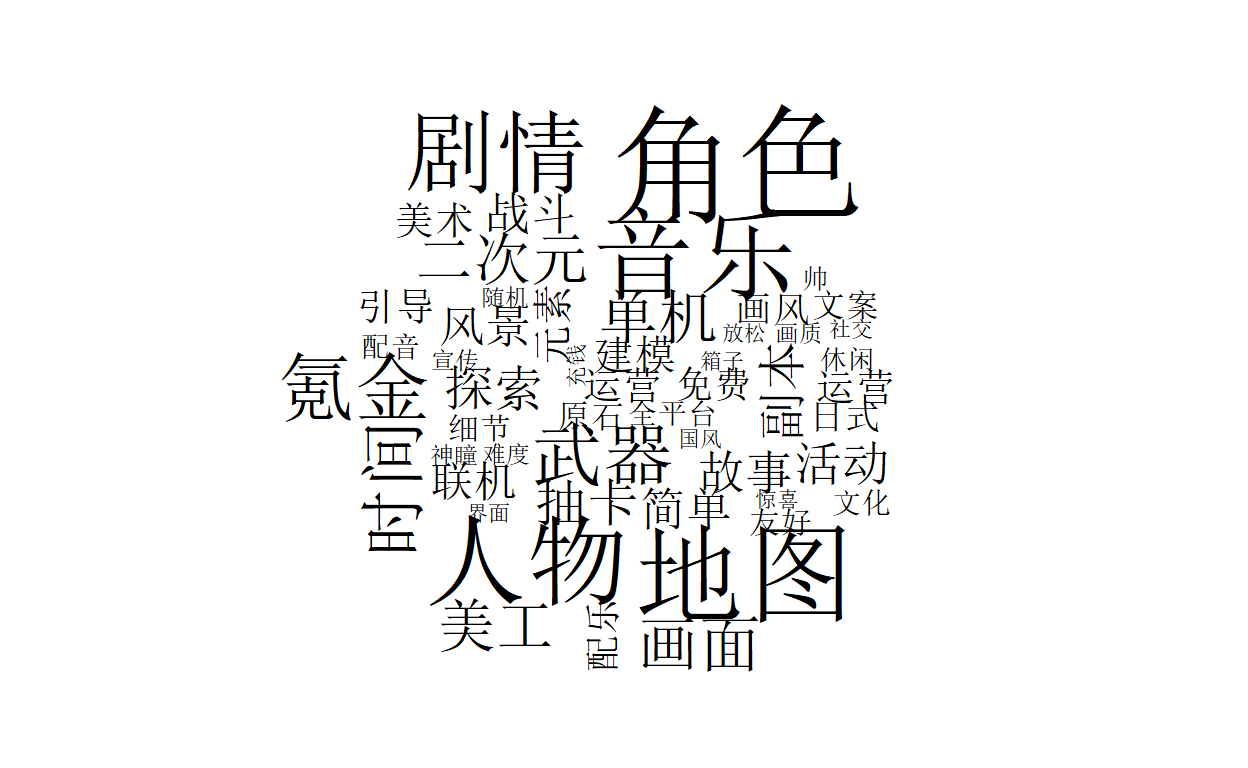 剧情
角色
美术
战斗
二次元
音乐
帅
引导
随机
元素
风景
单机
画风
文案
放松
画质
社交
配音
宣传
充钱
建模
箱子
副本
休闲
氪金
探索
运营
免费
运营
原石
全平台
日式
细节
国风
时间
神瞳
难度
武器
故事
活动
联机
抽卡
简单
惊喜
文化
界面
友好
人物
地图
美工
配乐
画面